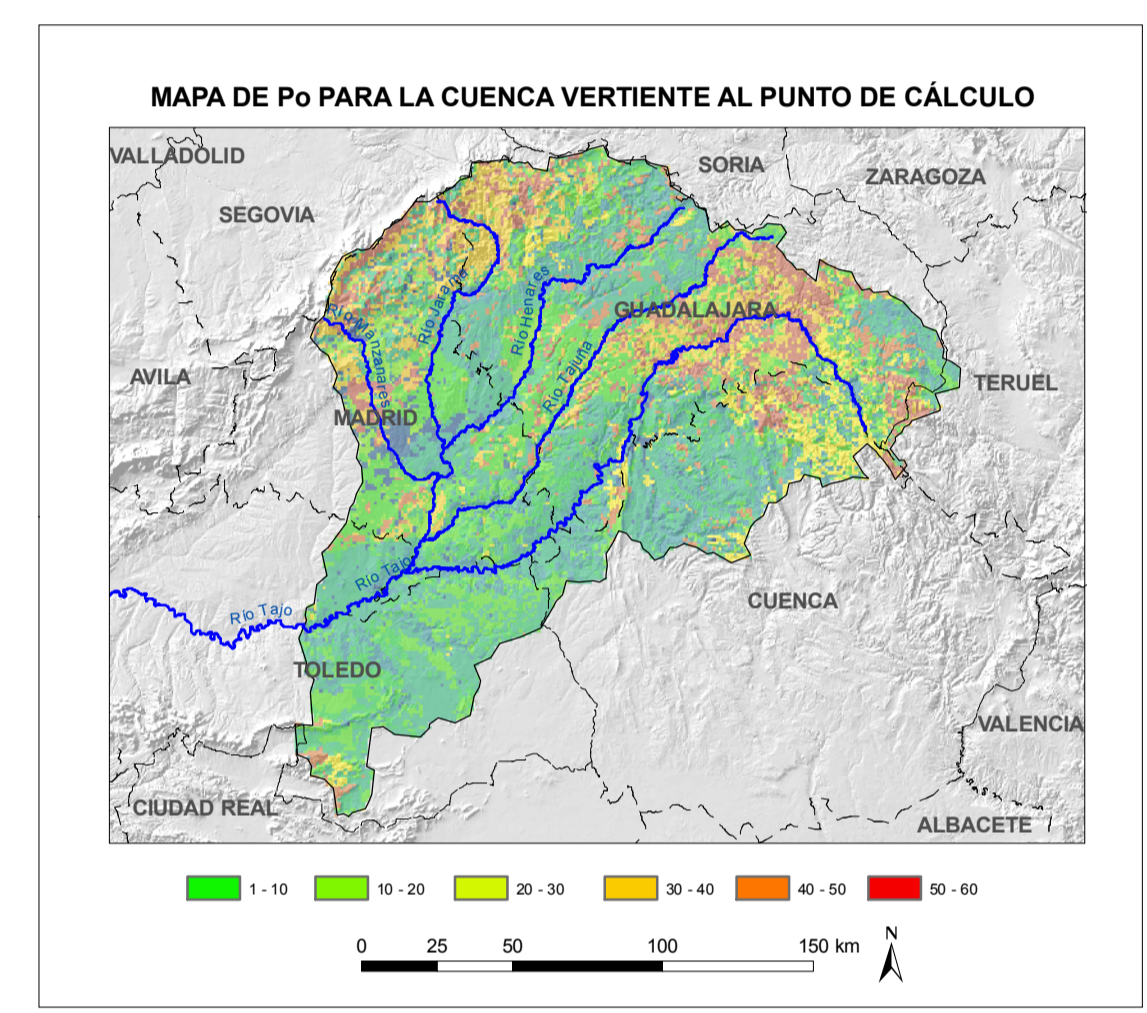 MAPA DE Po PARA LA CUENCA VERTIENTE AL PUNTO DE CÁLCULO
VALLADOLID
SORIA
ZARAGOZA
SEGOVIA
Río Jarama
Río Henares
GUADALAJARA
Río Manzanares
Río Tajuña
AVILA
TERUEL
MADRID
Río Tajo
CUENCA
Río Tajo
TOLEDO
VALENCIA
CIUDAD REAL
ALBACETE
1 - 10 10 - 20 20 - 30 30 - 40 40 - 50 50 - 60
N
0 25 50 100 150 km